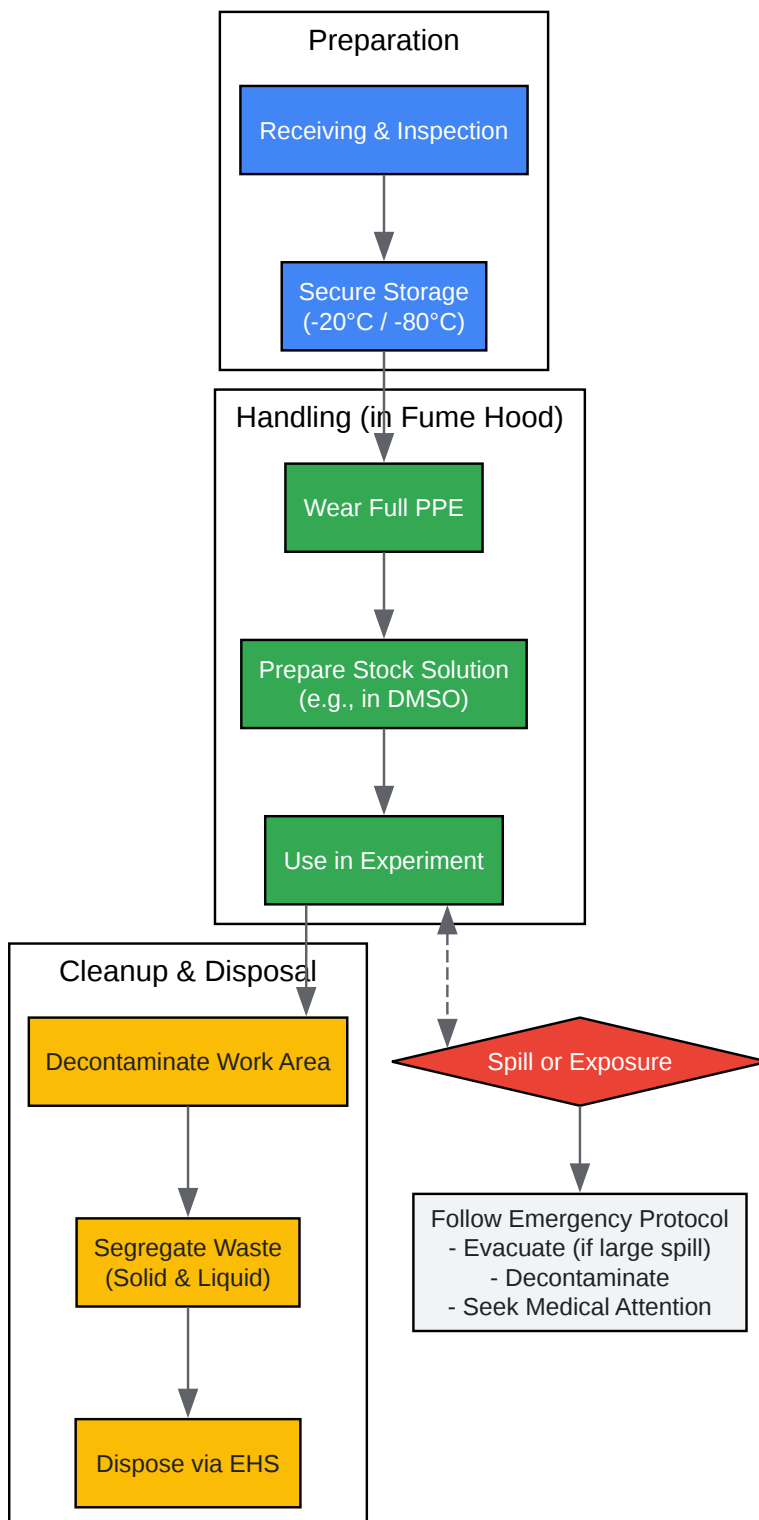 Preparation
Receiving & Inspection
Secure Storage
(-20°C / -80°C)
Handling (in Fume Hood)
Wear Full PPE
Prepare Stock Solution
(e.g., in DMSO)
Use in Experiment
Cleanup & Disposal
Decontaminate Work Area
Segregate Waste
(Solid & Liquid)
Dispose via EHS
Spill or Exposure
Follow Emergency Protocol
- Evacuate (if large spill)
- Decontaminate
- Seek Medical Attention